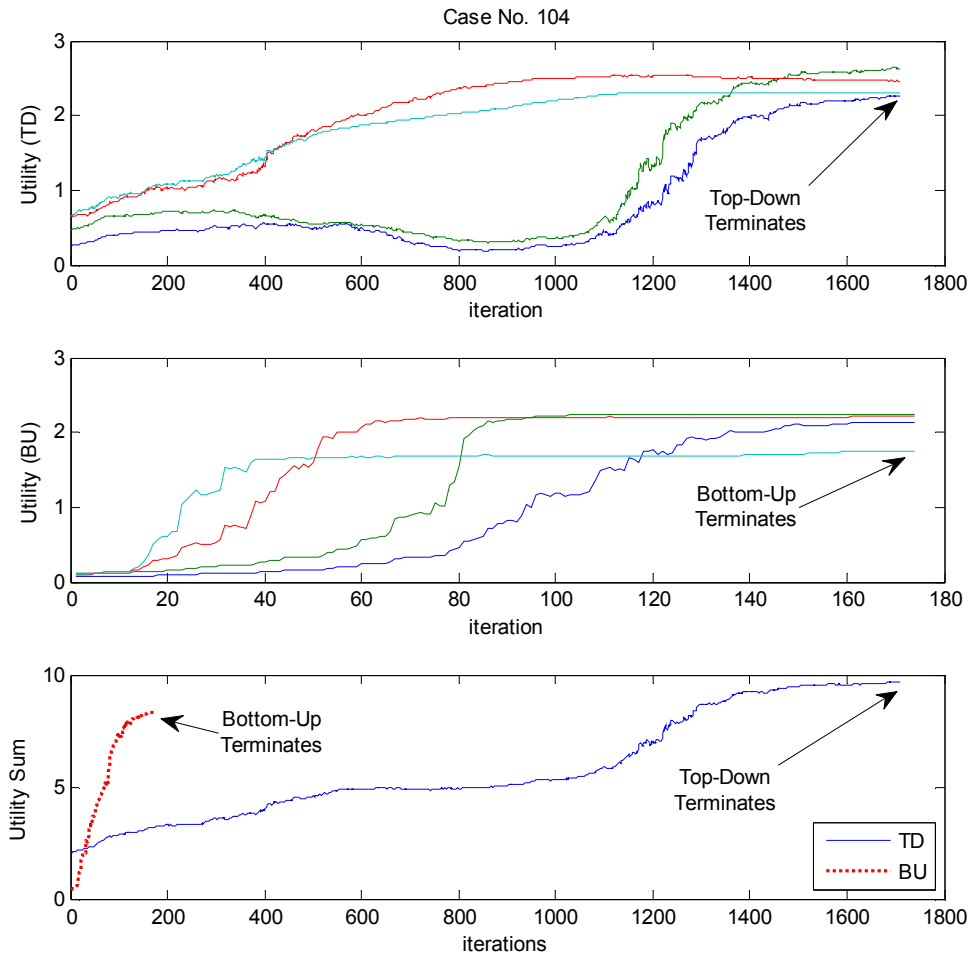 Case No. 104
3
2
1
0
Utility (TD)
0 200 400 600 800 1000 1200 1400 1600 1800
iteration
Top-Down
Terminates
3
2
1
0
Utility (BU)
0 20 40 60 80 100 120 140 160 180
iteration
Bottom-Up
Terminates
10
5
0
Utility Sum
0 200 400 600 800 1000 1200 1400 1600 1800
iterations
Bottom-Up
Terminates
Top-Down
Terminates
TD
BU